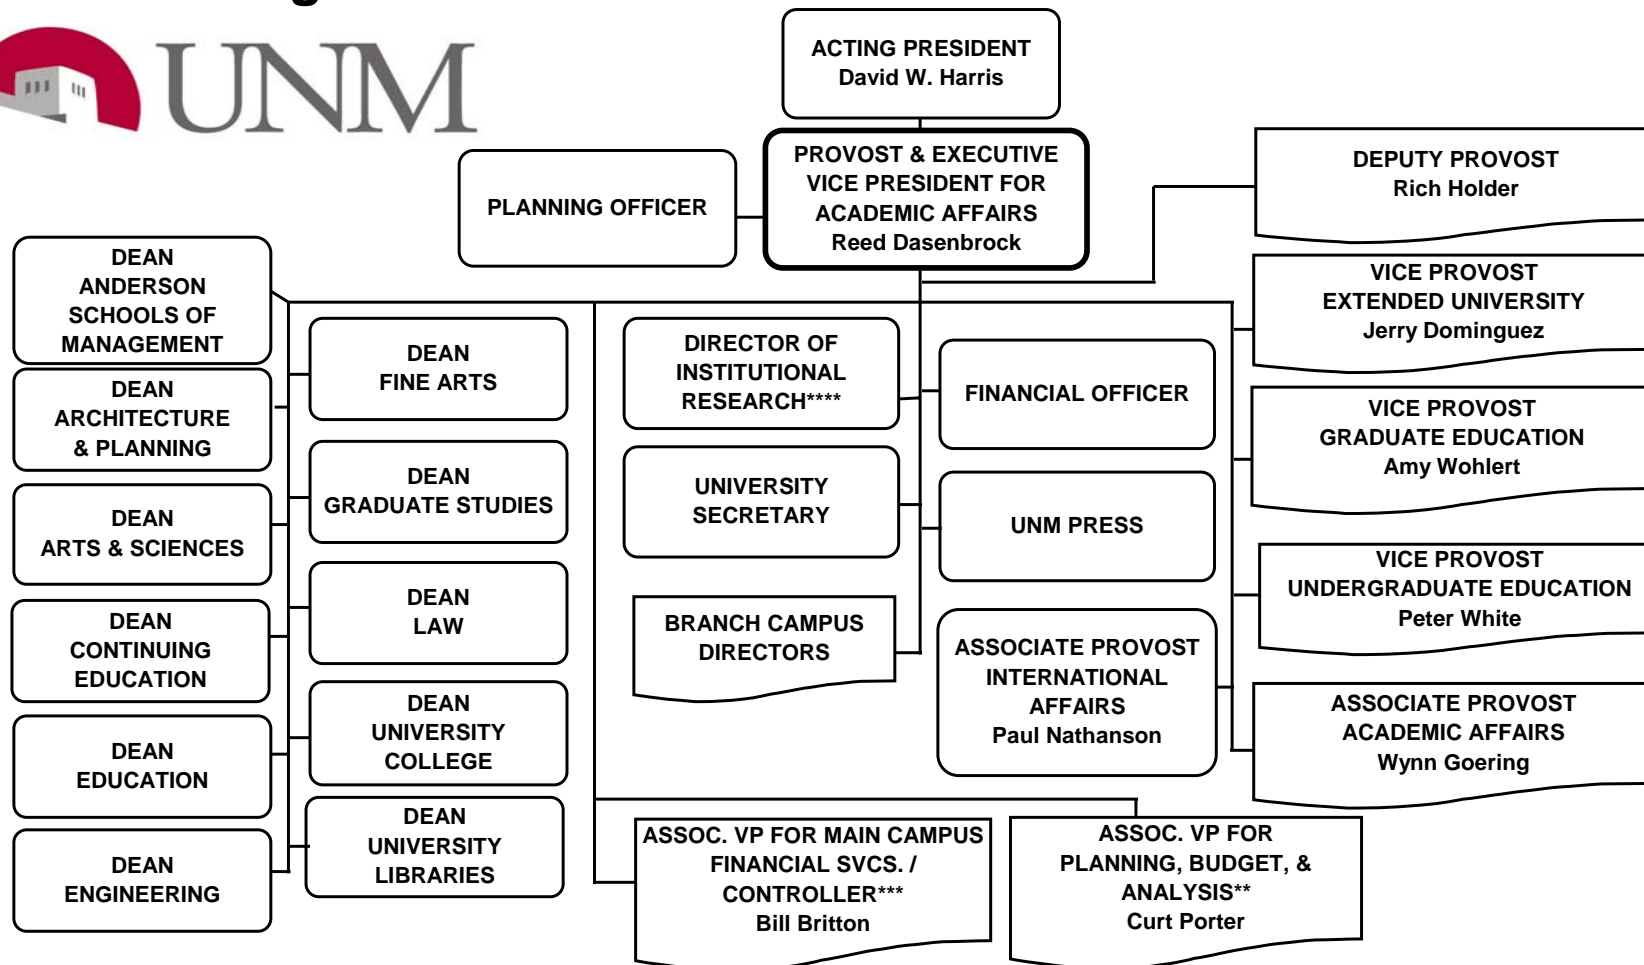 UNM
ACTING PRESIDENT
David W. Harris
PROVOST & EXECUTIVE
VICE PRESIDENT FOR
ACADEMIC AFFAIRS
Reed Dasenbrock
PLANNING OFFICER
DEPUTY PROVOST
Rich Holder
VICE PROVOST
EXTENDED UNIVERSITY
Jerry Dominguez
VICE PROVOST
GRADUATE EDUCATION
Amy Wohlert
VICE PROVOST
UNDERGRADUATE EDUCATION
Peter White
ASSOCIATE PROVOST
ACADEMIC AFFAIRS
Wynn Goering
DEAN
ANDERSON
SCHOOLS OF
MANAGEMENT
DEAN
ARCHITECTURE
& PLANNING
DEAN
ARTS & SCIENCES
DEAN
CONTINUING
EDUCATION
DEAN
EDUCATION
DEAN
ENGINEERING
DEAN
FINE ARTS
DEAN
GRADUATE STUDIES
DEAN
LAW
DEAN
UNIVERSITY
COLLEGE
DEAN
UNIVERSITY
LIBRARIES
DIRECTOR OF
INSTITUTIONAL
RESEARCH****
UNIVERSITY
SECRETARY
BRANCH CAMPUS
DIRECTORS
FINANCIAL OFFICER
UNM PRESS
ASSOCIATE PROVOST
INTERNATIONAL
AFFAIRS
Paul Nathanson
ASSOC. VP FOR MAIN CAMPUS
FINANCIAL SVCS. /
CONTROLLER***
Bill Britton
ASSOC. VP FOR
PLANNING, BUDGET, &
ANALYSIS**
Curt Porter